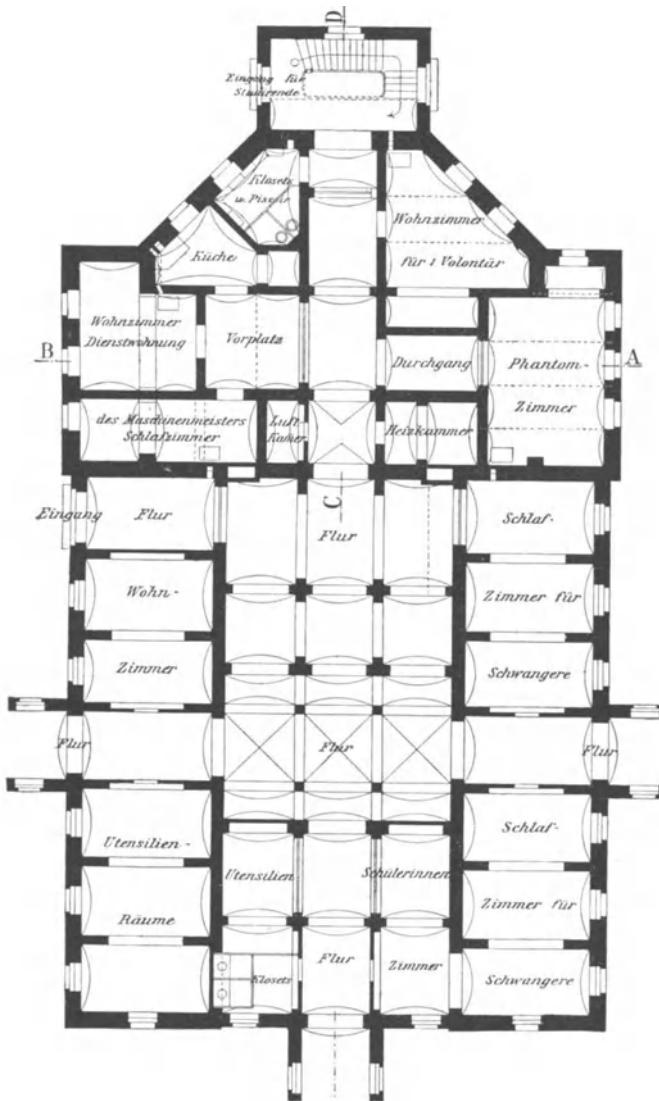 D
Eingang für
Studirende
Klosets
u. Pissoir
Wohnzimmer
für 1 Volontär
Küche
Wohnzimmer
Dienstwohnung
Vorplatz
B
Durchgang
Phantom-
Zimmer
A
des Maschinenmeisters
Schlafzimmer
Luft-
Kamer
Heizkammer
C
Eingang
Flur
Flur
Schlaf-
Wohn-
Zimmer für
Zimmer
Schwangere
Flur
Flur
Flur
Utensilien-
Schlaf-
Utensilien
Schülerinnen
Räume
Zimmer für
Klosets
Flur
Zimmer
Schwangere